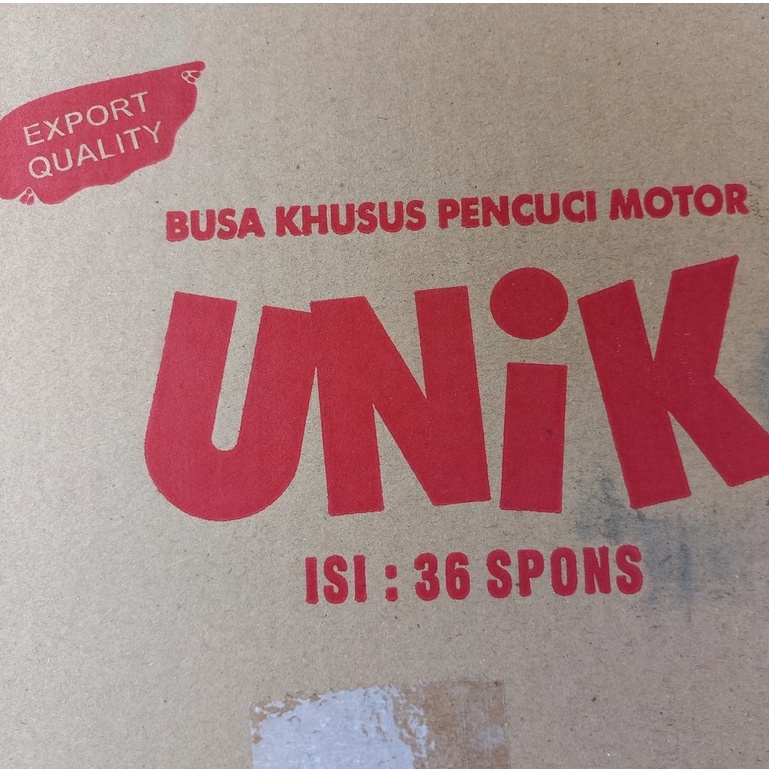 EXPORT
QUALITY
BUSA KHUSUS PENCUCI MOTOR
UNiK
ISI : 36 SPONS